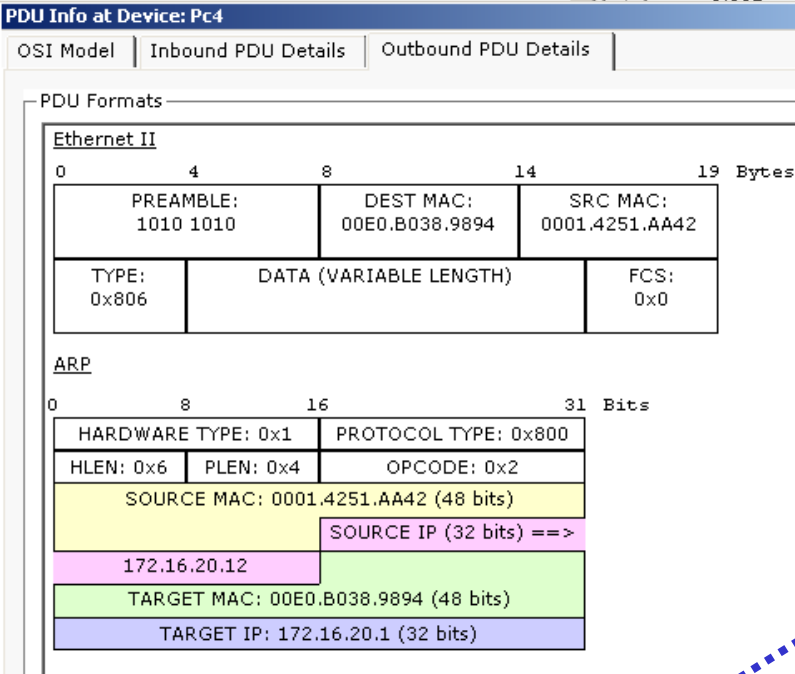 PDU Info at Device: Pc4
OSI Model Inbound PDU Details Outbound PDU Details
PDU Formats
Ethernet II
0 4 8 14 19 Bytes
PREAMBLE: DEST MAC: SRC MAC:
1010 1010 00E0.B038.9894 0001.4251.AA42
TYPE: DATA (VARIABLE LENGTH) FCS:
0x806 0x0
ARP
0 8 16 31 Bits
HARDWARE TYPE: 0x1 PROTOCOL TYPE: 0x800
HLEN: 0x6 PLEN: 0x4 OPCODE: 0x2
SOURCE MAC: 0001.4251.AA42 (48 bits)
SOURCE IP (32 bits) ==>
172.16.20.12
TARGET MAC: 00E0.B038.9894 (48 bits)
TARGET IP: 172.16.20.1 (32 bits)